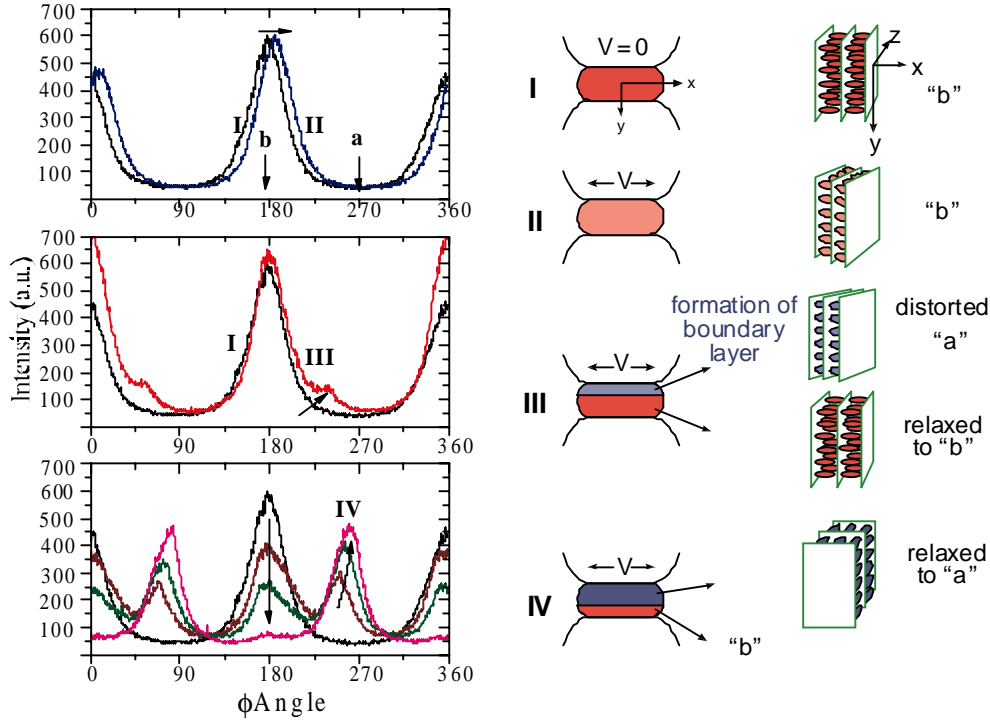 700
600
500
400
300
200
100
I
II
b
a
0
90
180
270
360
700
600
500
400
300
200
100
I
III
0
90
180
270
360
700
600
500
400
300
200
100
IV
0
90
180
270
360
Intensity (a.u.)
ϕAngle
I
V = 0
x
y
z
x
y
"b"
II
V
"b"
formation of
boundary
layer
III
V
distorted
"a"
relaxed
to "b"
IV
V
"b"
relaxed
to "a"